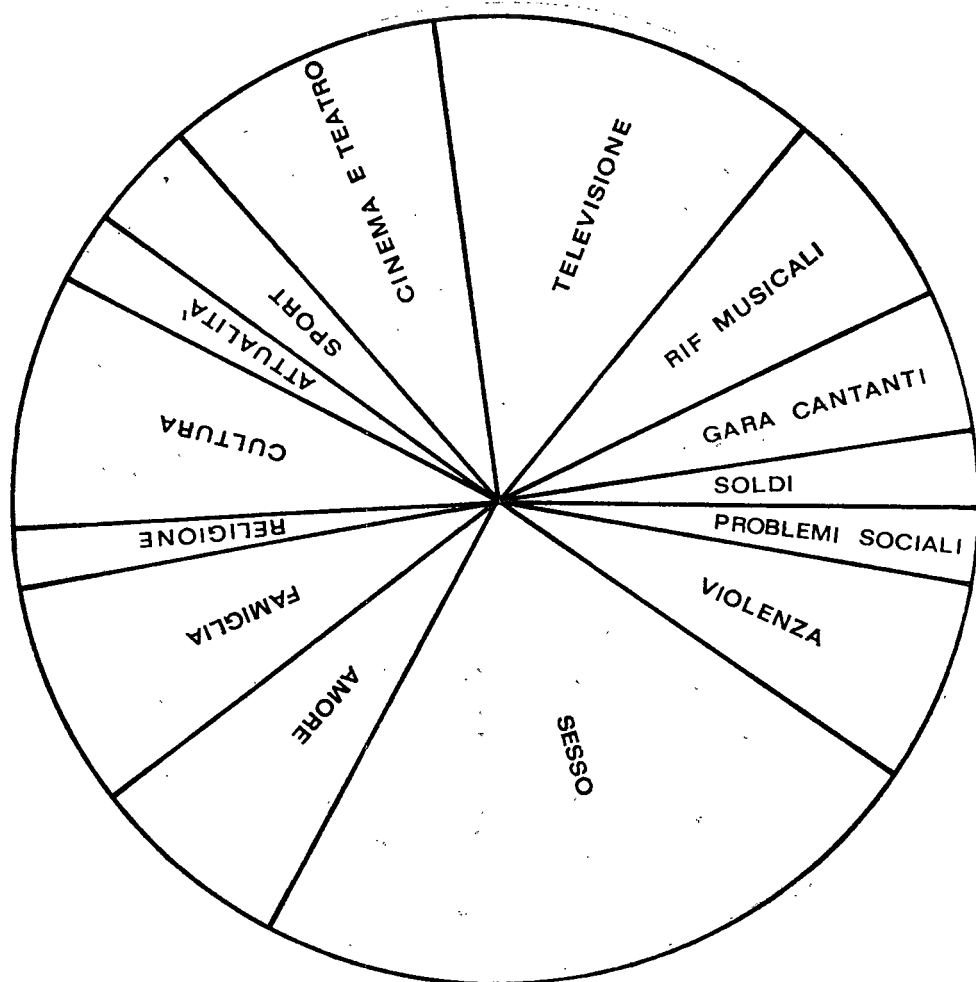 TELEVISIONE
RIF MUSICALI
GARA CANTANTI
SOLDI
PROBLEMI SOCIALI
VIOLENZA
SESSO
AMORE
FAMIGLIA
RELIGIONE
CULTURA
ATTUALITA'
SPORT
CINEMA E TEATRO